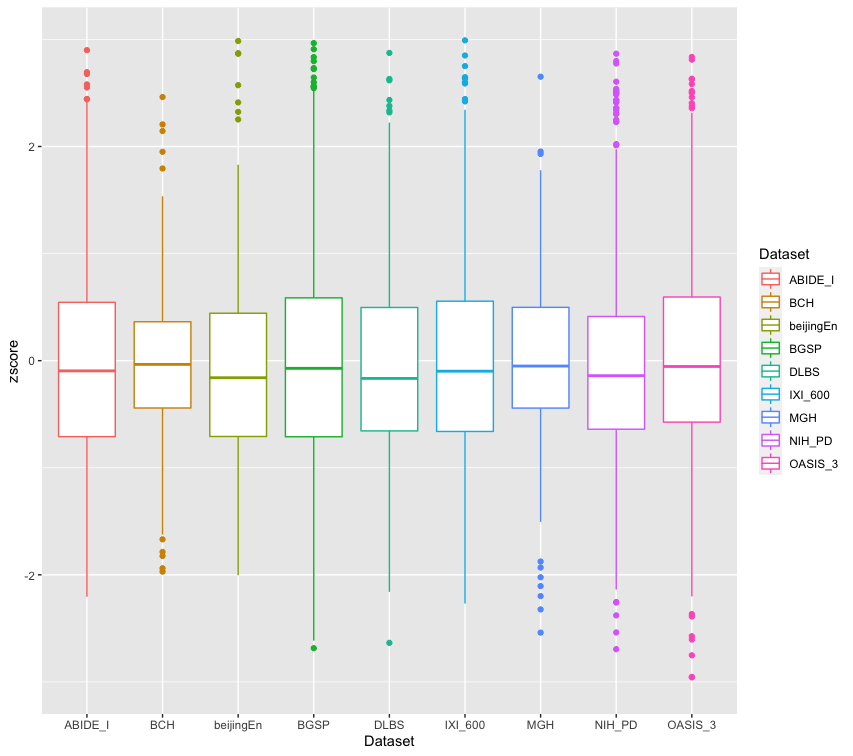 zscore
2
0
-2
ABIDE_I BCH beijingEn BGSP DLBS IXI_600 MGH NIH_PD OASIS_3
Dataset
Dataset
ABIDE_I
BCH
beijingEn
BGSP
DLBS
IXI_600
MGH
NIH_PD
OASIS_3